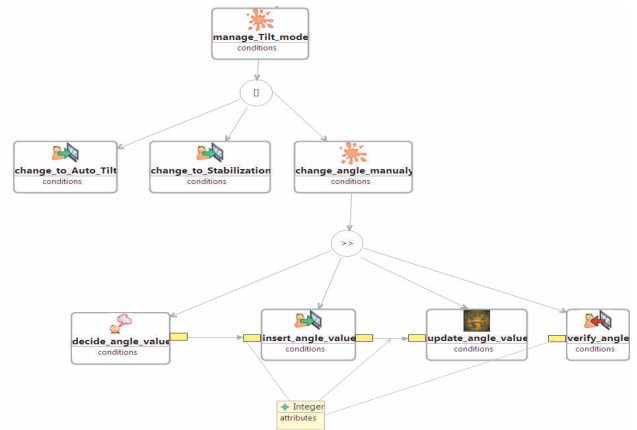 manage_Tilt_mode
conditions
[]
change_to_Auto_Tilt
conditions
change_to_Stabilization
conditions
change_angle_manualy
conditions
>>
decide_angle_value
conditions
insert_angle_value
conditions
update_angle_value
conditions
verify_angle
conditions
Integer
attributes